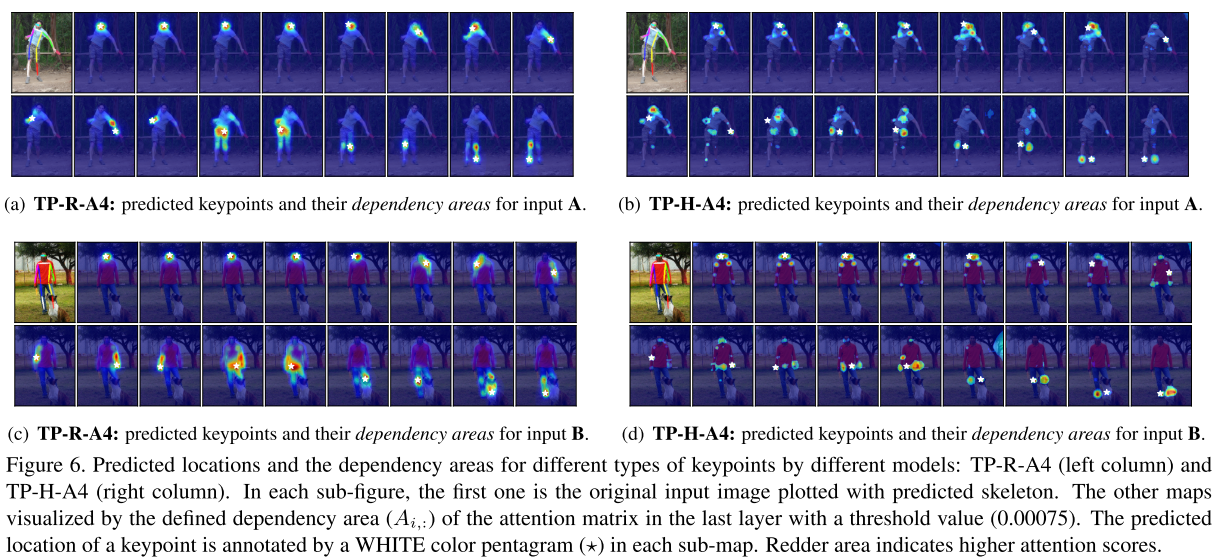 (a) TP-R-A4: predicted keypoints and their dependency areas for input A.
(b) TP-H-A4: predicted keypoints and their dependency areas for input A.
(c) TP-R-A4: predicted keypoints and their dependency areas for input B.
(d) TP-H-A4: predicted keypoints and their dependency areas for input B.
Figure 6. Predicted locations and the dependency areas for different types of keypoints by different models: TP-R-A4 (left column) and
TP-H-A4 (right column). In each sub-figure, the first one is the original input image plotted with predicted skeleton. The other maps
visualized by the defined dependency area (A_{i,:}) of the attention matrix in the last layer with a threshold value (0.00075). The predicted
location of a keypoint is annotated by a WHITE color pentagram (⋆) in each sub-map. Redder area indicates higher attention scores.